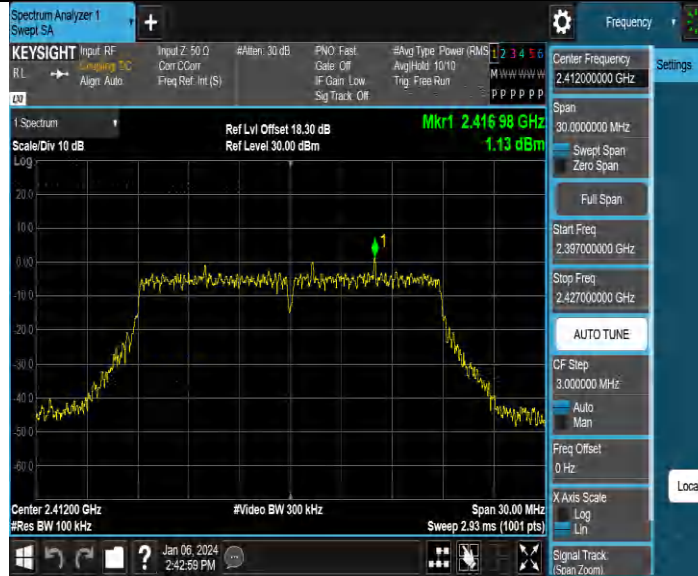 Spectrum Analyzer 1
Swept SA
Frequency
KEYSIGHT Input: RF
RL
Coupling: DC
Align: Auto
Input Z: 50 Ω
Corr CCorr
Freq Ref: Int (S)
#Atten: 30 dB
PNO: Fast
Gate: Off
IF Gain: Low
Sig Track: Off
#Avg Type: Power (RMS
Avg|Hold: 10/10
Trig: Free Run
1 2 3 4 5 6
M W W W W W
P P P P P P
1 Spectrum
Scale/Div 10 dB
Ref Lvl Offset 18.30 dB
Ref Level 30.00 dBm
Mkr1 2.416 98 GHz
1.13 dBm
Log
20.0
10.0
0.00
-10.0
-20.0
-30.0
-40.0
-50.0
-60.0
1
Center 2.41200 GHz
#Res BW 100 kHz
#Video BW 300 kHz
Span 30.00 MHz
Sweep 2.93 ms (1001 pts)
Center Frequency
2.412000000 GHz
Settings
Span
30.0000000 MHz
Swept Span
Zero Span
Full Span
Start Freq
2.397000000 GHz
Stop Freq
2.427000000 GHz
AUTO TUNE
CF Step
3.000000 MHz
Auto
Man
Freq Offset
0 Hz
X Axis Scale
Log
Lin
Loca
Signal Track
(Span Zoom)
?
Jan 06, 2024
2:42:59 PM